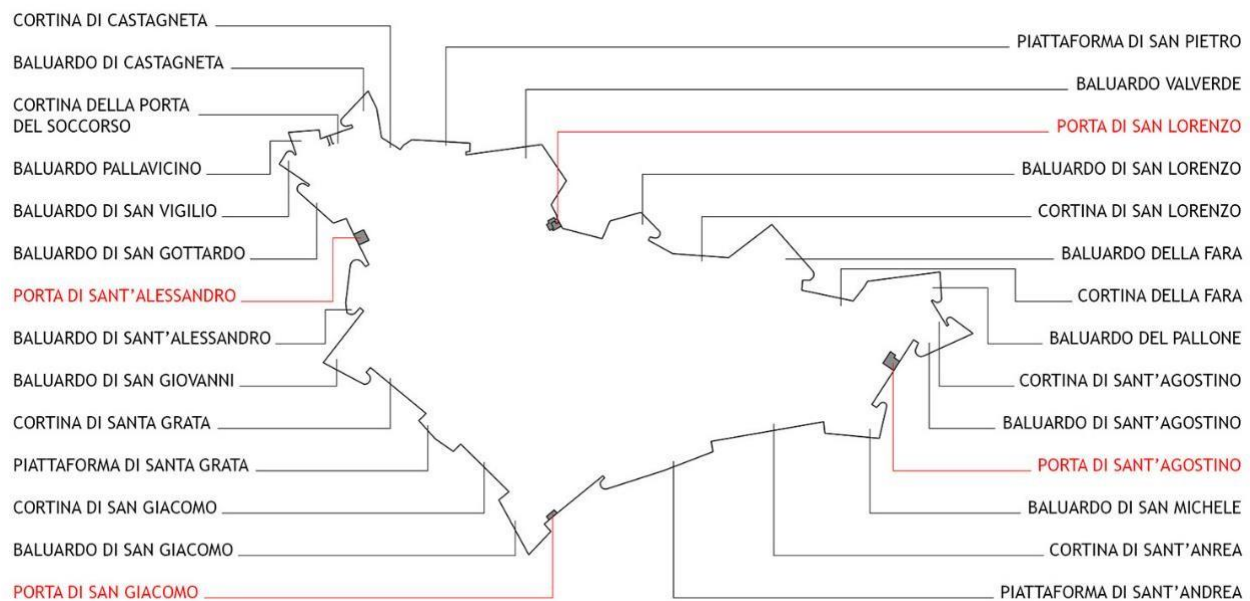 CORTINA DI CASTAGNETA
BALUARDO DI CASTAGNETA
CORTINA DELLA PORTA
DEL SOCCORSO
BALUARDO PALLAVICINO
BALUARDO DI SAN VIGILIO
BALUARDO DI SAN GOTTARDO
PORTA DI SANT'ALESSANDRO
BALUARDO DI SANT'ALESSANDRO
BALUARDO DI SAN GIOVANNI
CORTINA DI SANTA GRATA
PIATTAFORMA DI SANTA GRATA
CORTINA DI SAN GIACOMO
BALUARDO DI SAN GIACOMO
PORTA DI SAN GIACOMO
PIATTAFORMA DI SAN PIETRO
BALUARDO VALVERDE
PORTA DI SAN LORENZO
BALUARDO DI SAN LORENZO
CORTINA DI SAN LORENZO
BALUARDO DELLA FARA
CORTINA DELLA FARA
BALUARDO DEL PALLONE
CORTINA DI SANT'AGOSTINO
BALUARDO DI SANT'AGOSTINO
PORTA DI SANT'AGOSTINO
BALUARDO DI SAN MICHELE
CORTINA DI SANT'ANREA
PIATTAFORMA DI SANT'ANDREA